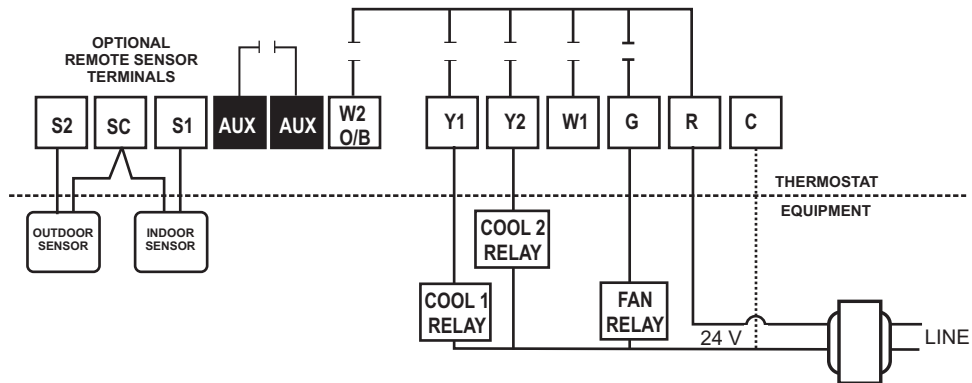 OPTIONAL
REMOTE SENSOR
TERMINALS
S2
SC
S1
AUX
AUX
W2
O/B
Y1
Y2
W1
G
R
C
THERMOSTAT
EQUIPMENT
OUTDOOR
SENSOR
INDOOR
SENSOR
COOL 2
RELAY
COOL 1
RELAY
FAN
RELAY
24 V
LINE